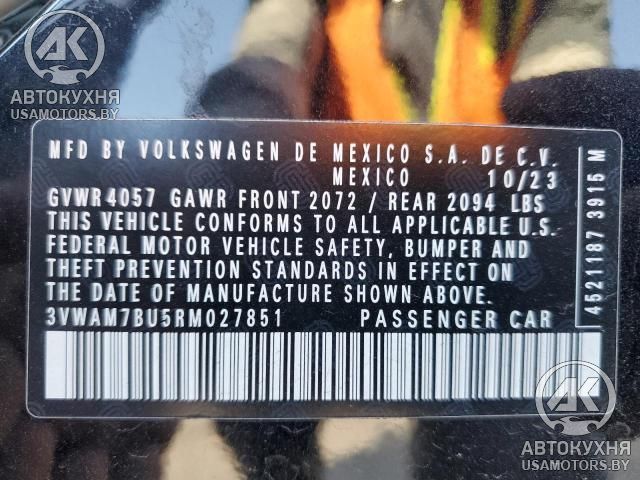 AK
АВТОКУХНЯ
USAMOTORS.BY
MFD BY VOLKSWAGEN DE MEXICO S.A. DE C.V.
MEXICO 10/23
GVWR 4057 GAWR FRONT 2072 / REAR 2094 LBS
THIS VEHICLE CONFORMS TO ALL APPLICABLE U.S.
FEDERAL MOTOR VEHICLE SAFETY, BUMPER AND
THEFT PREVENTION STANDARDS IN EFFECT ON
THE DATE OF MANUFACTURE SHOWN ABOVE.
3VWAM7BU5RM027851 PASSENGER CAR
4521187 3915 M
AK
АВТОКУХНЯ
USAMOTORS.BY